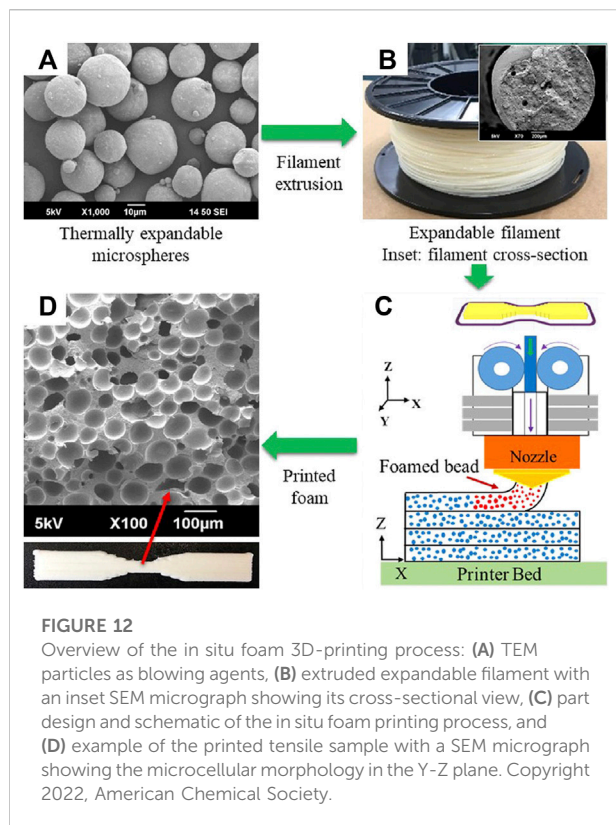 A
5kV X1,000 10µm 14 50 SEI
Thermally expandable
microspheres
Filament
extrusion
B
5kV X70 200µm
Expandable filament
Inset: filament cross-section
C
Z
X
Y
Nozzle
Foamed bead
Z
X
Printer Bed
Printed
foam
D
5kV X100 100µm
FIGURE 12
Overview of the in situ foam 3D-printing process: (A) TEM
particles as blowing agents, (B) extruded expandable filament with
an inset SEM micrograph showing its cross-sectional view, (C) part
design and schematic of the in situ foam printing process, and
(D) example of the printed tensile sample with a SEM micrograph
showing the microcellular morphology in the Y-Z plane. Copyright
2022, American Chemical Society.